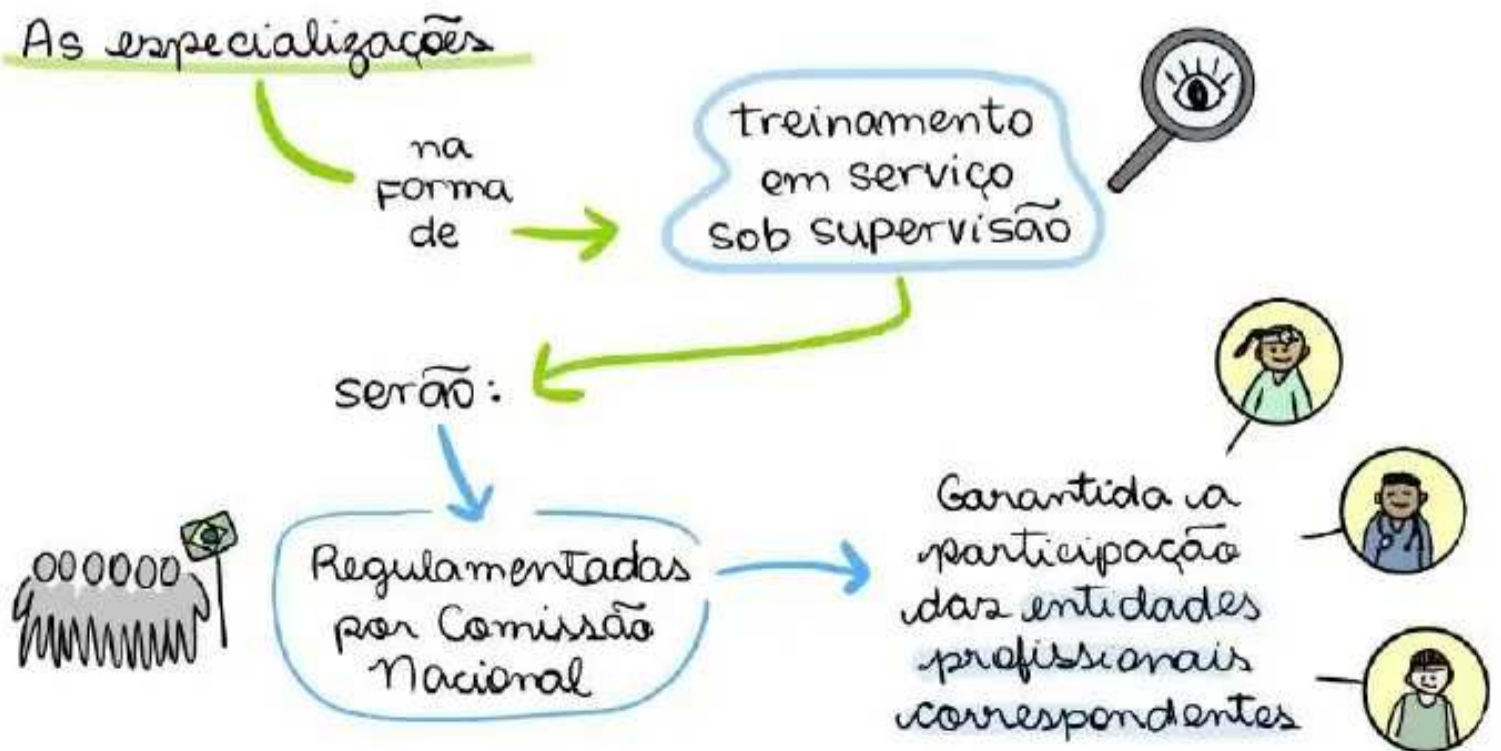 As especializações
na
forma
de
treinamento
em serviço
sob supervisão
serão:
Regulamentadas
por Comissão
Nacional
Garantida a
participação
das entidades
profissionais
correspondentes